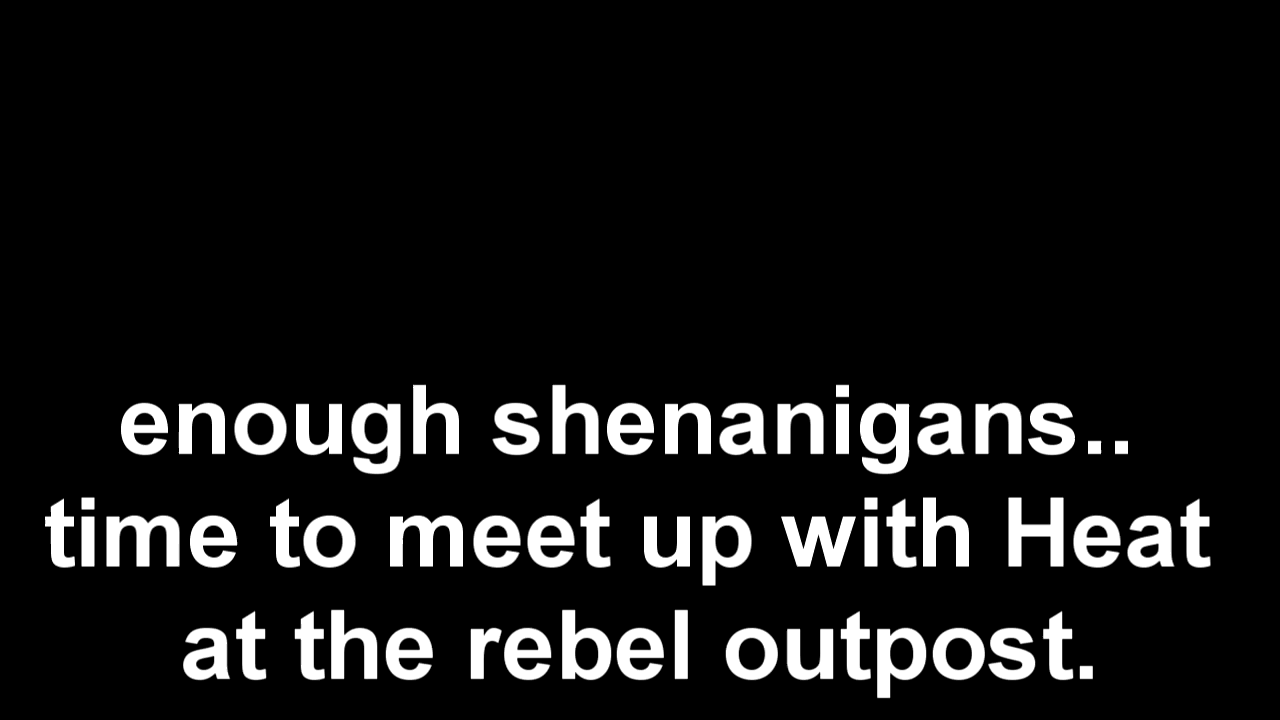 enough shenanigans..
time to meet up with Heat
at the rebel outpost.